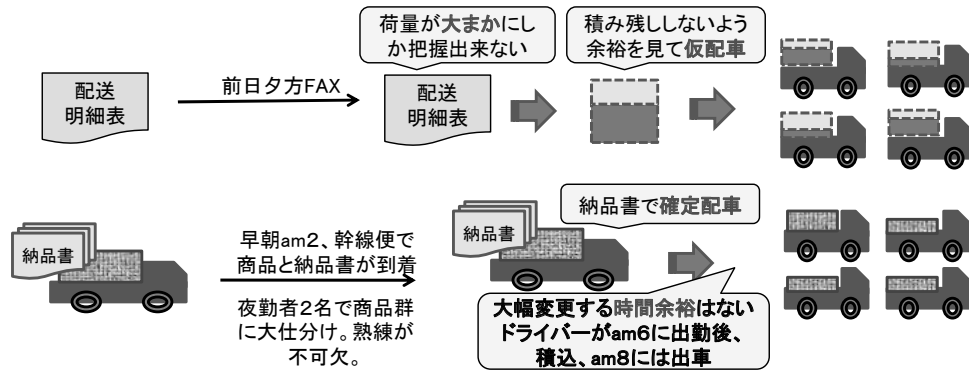 荷量が大まかにし
か把握出来ない
積み残ししないよう
余裕を見て仮配車
配送
明細表
前日夕方FAX
配送
明細表
納品書
早朝am2、幹線便で
商品と納品書が到着
夜勤者2名で商品群
に大仕分け。熟練が
不可欠。
納品書
納品書で確定配車
大幅変更する時間余裕はない
ドライバーがam6に出勤後、
積込、am8には出車